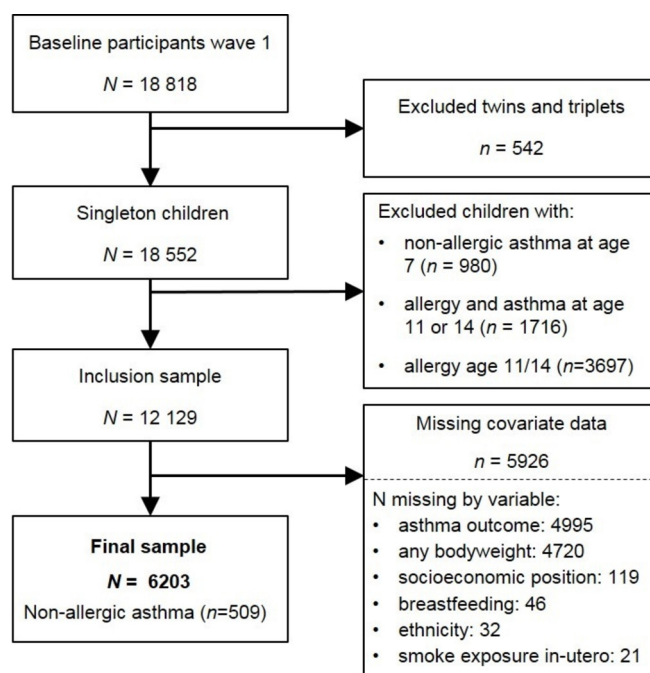 Baseline participants wave 1
N = 18 818
Excluded twins and triplets
n = 542
Singleton children
N = 18 552
Excluded children with:
• non-allergic asthma at age
7 (n = 980)
• allergy and asthma at age
11 or 14 (n = 1716)
• allergy age 11/14 (n=3697)
Inclusion sample
N = 12 129
Missing covariate data
n = 5926
N missing by variable:
• asthma outcome: 4995
• any bodyweight: 4720
• socioeconomic position: 119
• breastfeeding: 46
• ethnicity: 32
• smoke exposure in-utero: 21
Final sample
N = 6203
Non-allergic asthma (n=509)